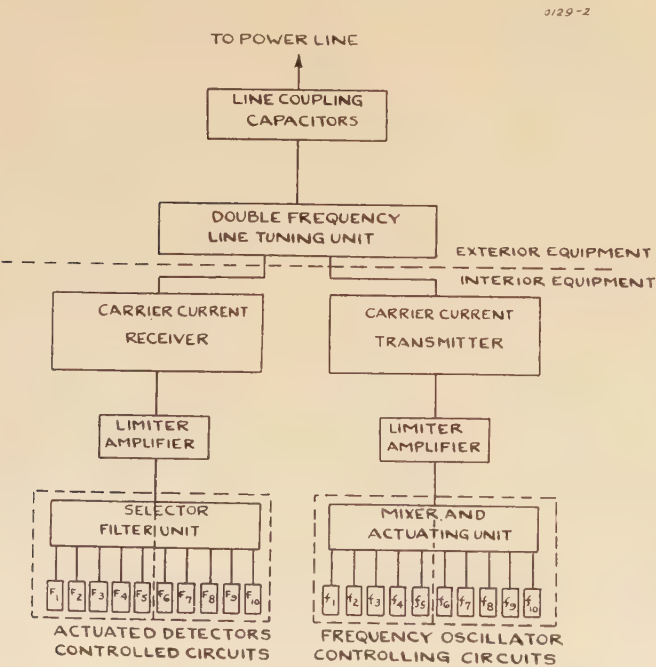 0129-2
TO POWER LINE
LINE COUPLING
CAPACITORS
DOUBLE FREQUENCY
LINE TUNING UNIT
EXTERIOR EQUIPMENT
INTERIOR EQUIPMENT
CARRIER CURRENT
RECEIVER
CARRIER CURRENT
TRANSMITTER
LIMITER
AMPLIFIER
LIMITER
AMPLIFIER
SELECTOR
FILTER UNIT
MIXER AND
ACTUATING UNIT
F1 F2 F3 F4 F5 F6 F7 F8 F9 F10
f1 f2 f3 f4 f5 f6 f7 f8 f9 f10
ACTUATED DETECTORS
CONTROLLED CIRCUITS
FREQUENCY OSCILLATOR
CONTROLLING CIRCUITS